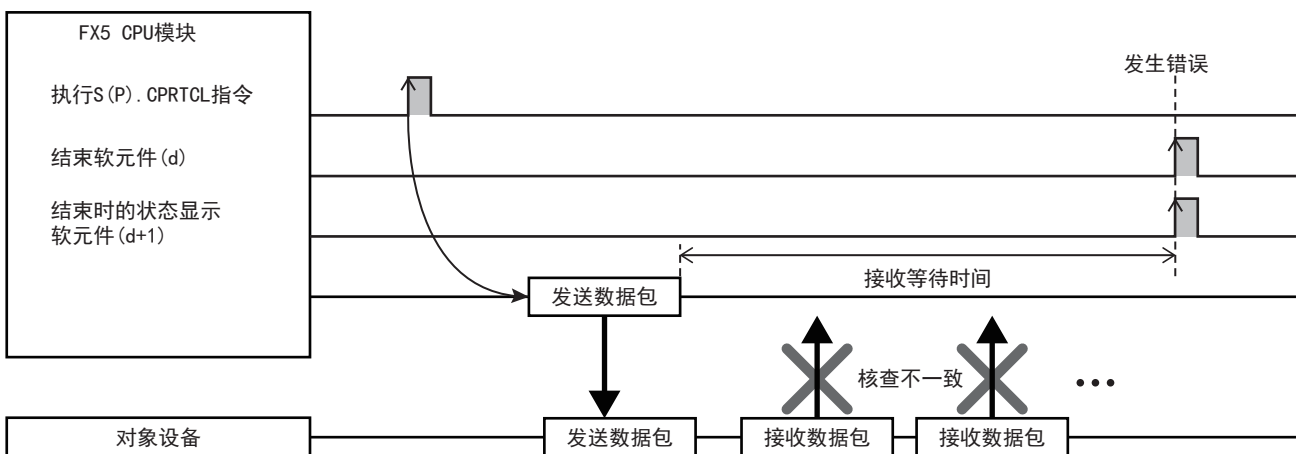 FX5 CPU模块
发生错误
执行S(P).CPRTCL指令
结束软元件(d)
结束时的状态显示
软元件(d+1)
接收等待时间
发送数据包
核查不一致
•••
对象设备
发送数据包
接收数据包
接收数据包